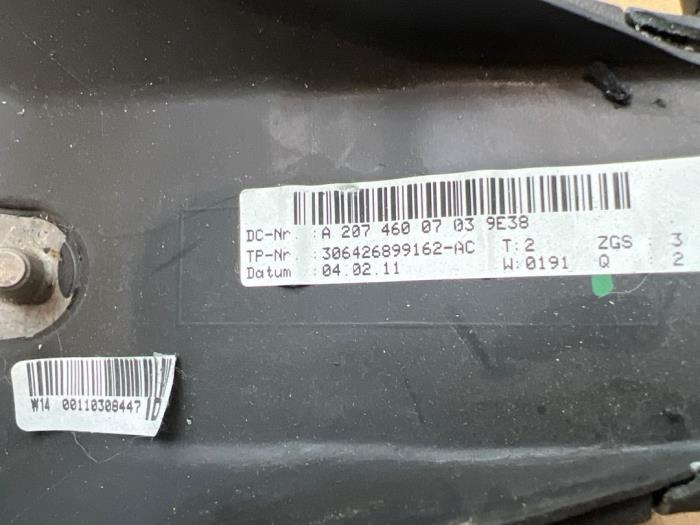 DC-Nr .:A 207 460 07 03 9E38
TP-Nr. :306426899162-AC T:2 ZGS : 3
Datum :04.02.11 W:0191 Q : 2
W14 00110308447 D